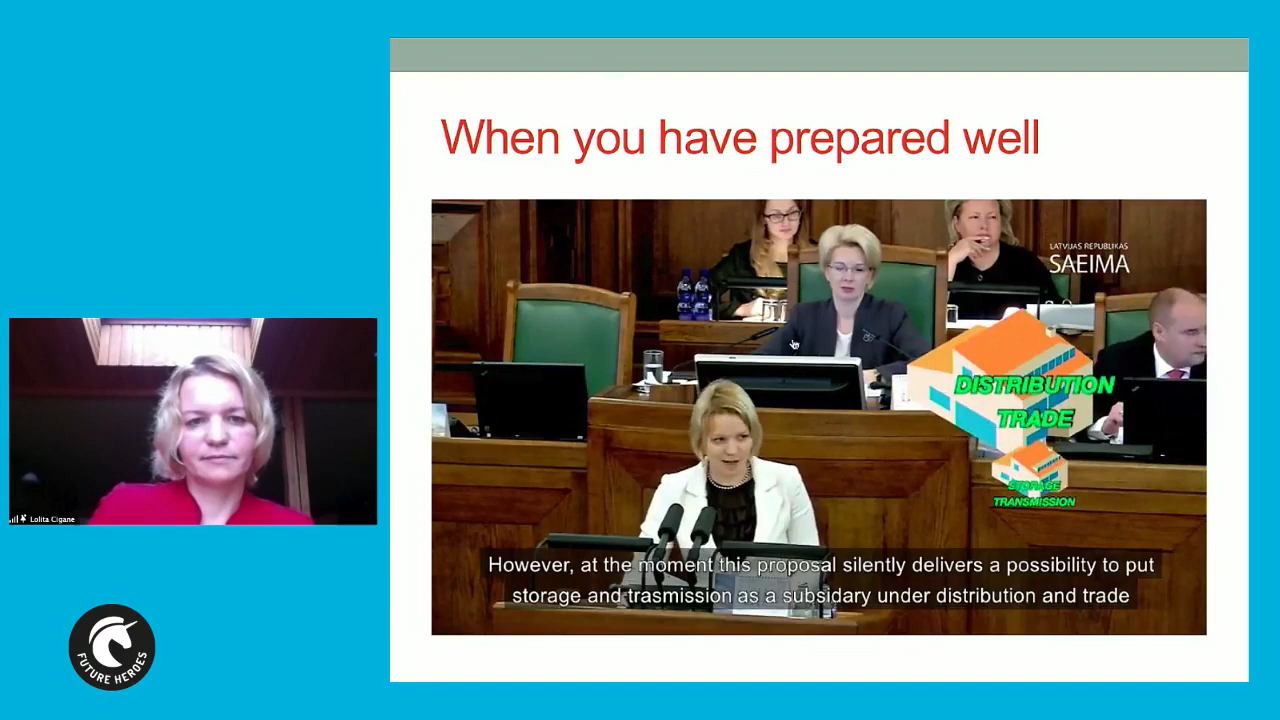 When you have prepared well
LATVIJAS REPUBLIKAS
SAEIMA
DISTRIBUTION
TRADE
STORAGE
TRANSMISSION
However, at the moment this proposal silently delivers a possibility to put
storage and trasmission as a subsidary under distribution and trade
Lolita Cigane
FUTURE HEROES